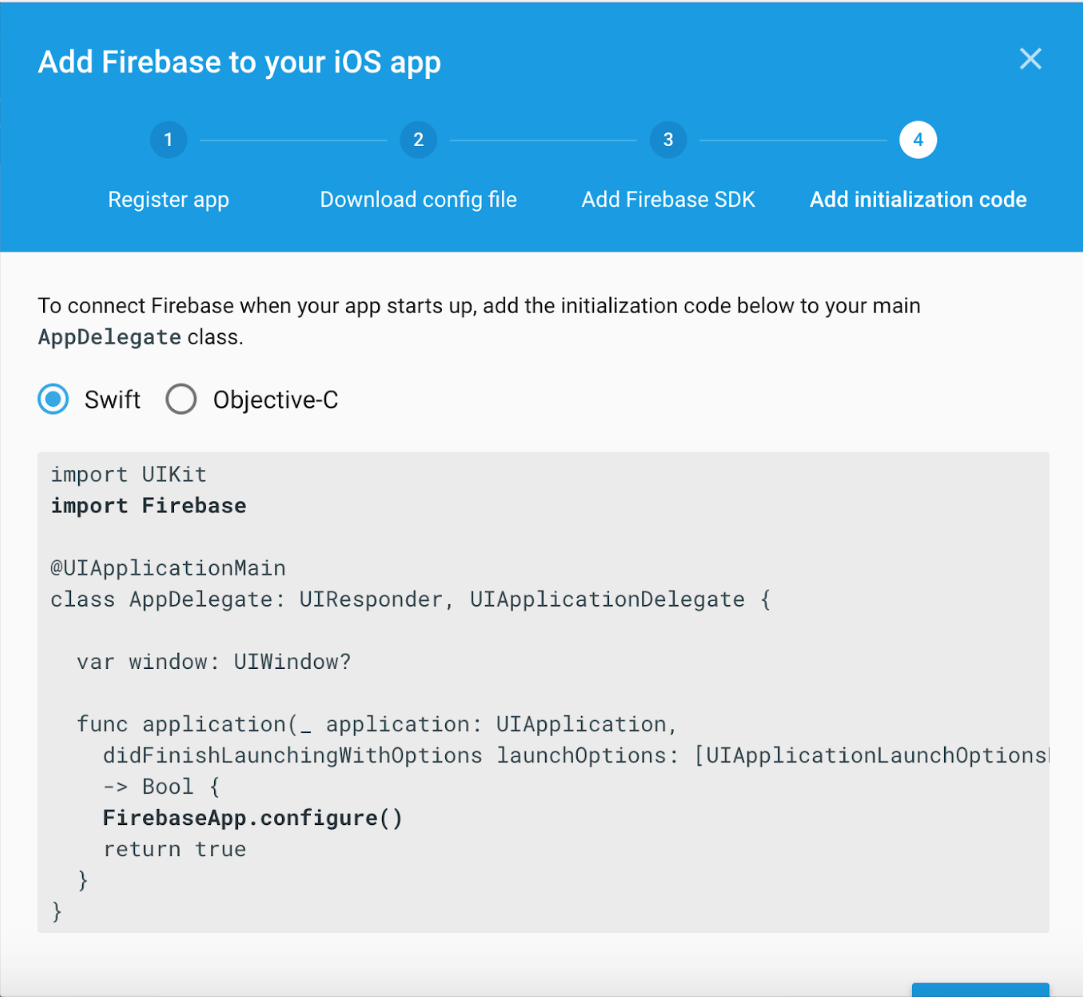 Add Firebase to your iOS app
1 2 3 4
Register app Download config file Add Firebase SDK Add initialization code
To connect Firebase when your app starts up, add the initialization code below to your main
AppDelegate class.
Swift Objective-C
import UIKit
import Firebase
@UIApplicationMain
class AppDelegate: UIResponder, UIApplicationDelegate {
var window: UIWindow?
func application(_ application: UIApplication,
didFinishLaunchingWithOptions launchOptions: [UIApplicationLaunchOptions
-> Bool {
FirebaseApp.configure()
return true
}
}